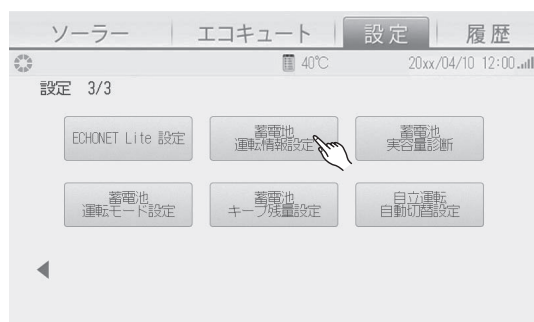 ソーラー エコキュート 設定 履歴
40℃ 20xx/04/10 12:00
設定 3/3
ECHONET Lite 設定
蓄電地
運転情報設定
蓄電池
実容量診断
蓄電池
運転モード設定
蓄電池
キープ残量設定
自立運転
自動切替設定